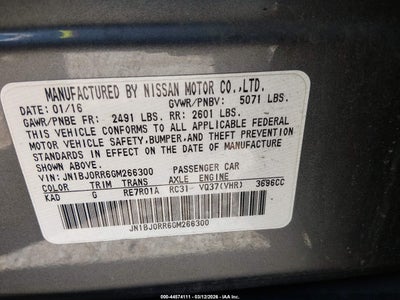 MANUFACTURED BY NISSAN MOTOR CO.,LTD.
DATE: 01/16 GVWR/PNBV: 5071 LBS.
GAWR/PNBE FR: 2491 LBS. RR: 2601 LBS.
THIS VEHICLE CONFORMS TO ALL APPLICABLE FEDERAL
MOTOR VEHICLE SAFETY, BUMPER, AND THEFT PREVENTION
STANDARDS IN EFFECT ON THE DATE OF MANUFACTURE
SHOWN ABOVE.
VIN: JN1BJ0RR6GM266300 PASSENGER CAR
COLOR TRIM TRANS AXLE ENGINE
KAD G RE7R01A RC31 VQ37(VHR) 3696CC
JN1BJ0RR6GM266300
000-44574111 - 03/12/2026 - IAA Inc.